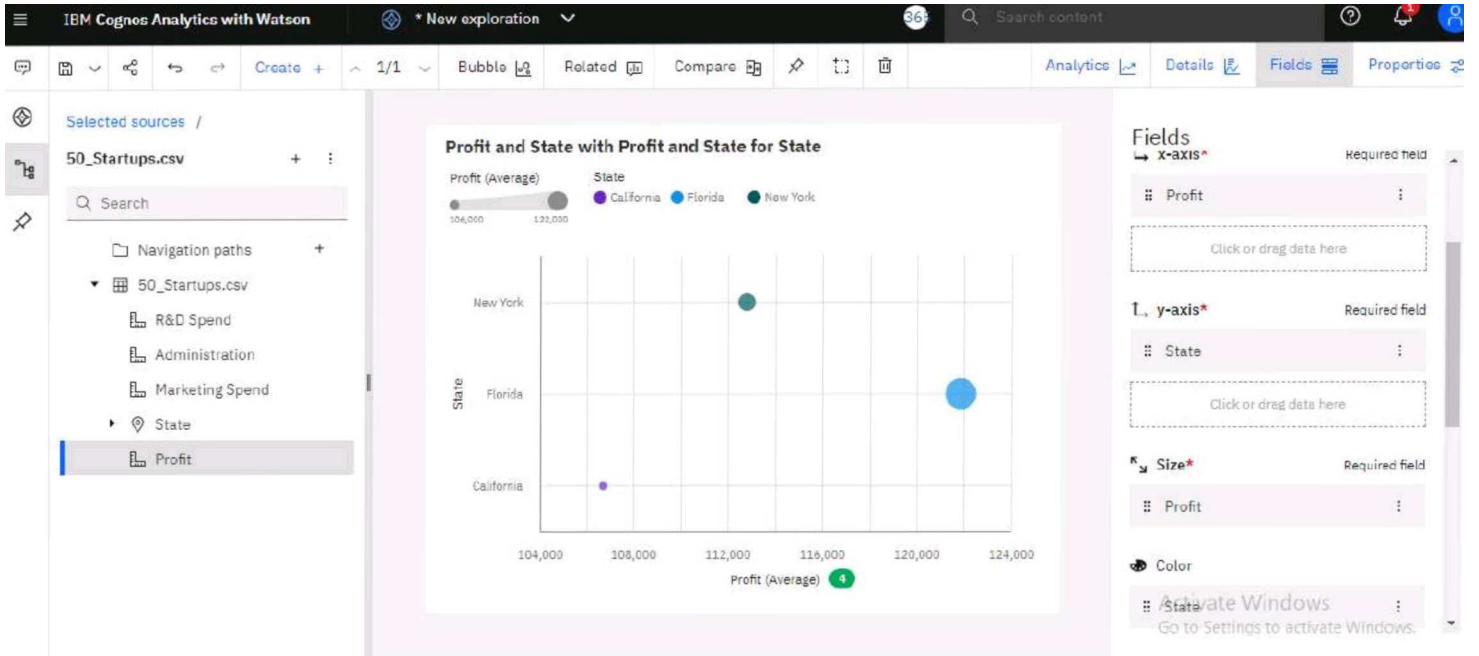 IBM Cognos Analytics with Watson
* New exploration
Search content
1
Create +
1/1
Bubble
Related
Compare
Analytics
Details
Fields
Properties
Selected sources /
50_Startups.csv
Search
Navigation paths
50_Startups.csv
R&D Spend
Administration
Marketing Spend
State
Profit
Profit and State with Profit and State for State
Profit (Average)
106,000 122,000
State
California Florida New York
State
New York
Florida
California
104,000 108,000 112,000 116,000 120,000 124,000
Profit (Average) 4
Fields
x-axis* Required field
Profit
Click or drag data here
y-axis* Required field
State
Click or drag data here
Size* Required field
Profit
Color
State
Activate Windows
Go to Settings to activate Windows.